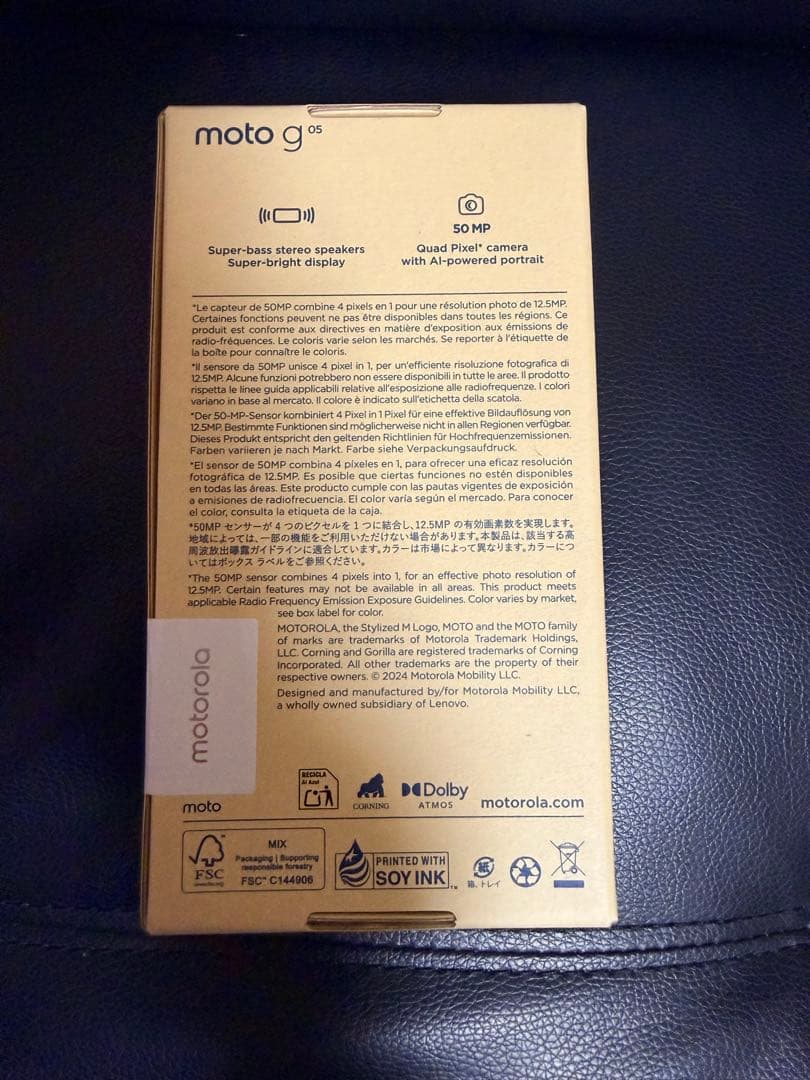 moto g 05
Super-bass stereo speakers
Super-bright display
50 MP
Quad Pixel* camera
with AI-powered portrait
*Le capteur de 50MP combine 4 pixels en 1 pour une résolution photo de 12.5MP.
Certaines fonctions peuvent ne pas être disponibles dans toutes les régions. Ce
produit est conforme aux directives en matière d'exposition aux émissions de
radio-fréquences. Le coloris varie selon les marchés. Se reporter à l'étiquette de
la boîte pour connaître le coloris.
*Il sensore da 50MP unisce 4 pixel in 1, per un'efficiente risoluzione fotografica di
12.5MP. Alcune funzioni potrebbero non essere disponibili in tutte le aree. Il prodotto
rispetta le linee guida applicabili relative all'esposizione alle radiofrequenze. I colori
variano in base al mercato. Il colore è indicato sull'etichetta della scatola.
*Der 50-MP-Sensor kombiniert 4 Pixel in 1 Pixel für eine effektive Bildauflösung von
12.5MP. Bestimmte Funktionen sind möglicherweise nicht in allen Regionen verfügbar.
Dieses Produkt entspricht den geltenden Richtlinien für Hochfrequenzemissionen.
Farben variieren je nach Markt. Farbe siehe Verpackungsaufdruck.
*El sensor de 50MP combina 4 píxeles en 1, para ofrecer una eficaz resolución
fotográfica de 12.5MP. Es posible que ciertas funciones no estén disponibles
en todas las áreas. Este producto cumple con las pautas vigentes de exposición
a emisiones de radiofrecuencia. El color varía según el mercado. Para conocer
el color, consulta la etiqueta de la caja.
*50MP センサーが 4 つのピクセルを 1 つに結合し、12.5MP の有効画素数を実現します。
地域によっては、一部の機能をご利用いただけない場合があります。本製品は、該当する高
周波放出曝露ガイドラインに適合しています。カラーは市場によって異なります。カラーにつ
いてはボックス ラベルをご参照ください。
*The 50MP sensor combines 4 pixels into 1, for an effective photo resolution of
12.5MP. Certain features may not be available in all areas. This product meets
applicable Radio Frequency Emission Exposure Guidelines. Color varies by market,
see box label for color.
MOTOROLA, the Stylized M Logo, MOTO and the MOTO family
of marks are trademarks of Motorola Trademark Holdings,
LLC. Corning and Gorilla are registered trademarks of Corning
Incorporated. All other trademarks are the property of their
respective owners. © 2024 Motorola Mobility LLC.
Designed and manufactured by/for Motorola Mobility LLC,
a wholly owned subsidiary of Lenovo.
motorola
moto
RECICLA
Al Azul
CORNING
Dolby
ATMOS
motorola.com
FSC
www.fsc.org
MIX
Packaging | Supporting
responsible forestry
FSC™ C144906
PRINTED WITH
SOY INK™
紙
箱、トレイ